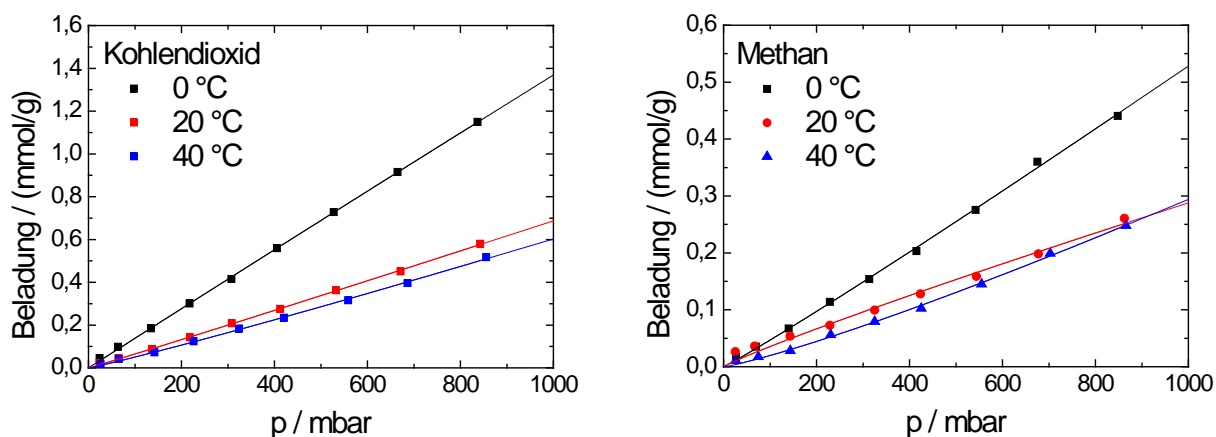 1,6
1,4
1,2
1,0
0,8
0,6
0,4
0,2
0,0
Beladung / (mmol/g)
Kohlendioxid
0 °C
20 °C
40 °C
0 200 400 600 800 1000
p / mbar
0,6
0,5
0,4
0,3
0,2
0,1
0,0
Beladung / (mmol/g)
Methan
0 °C
20 °C
40 °C
0 200 400 600 800 1000
p / mbar